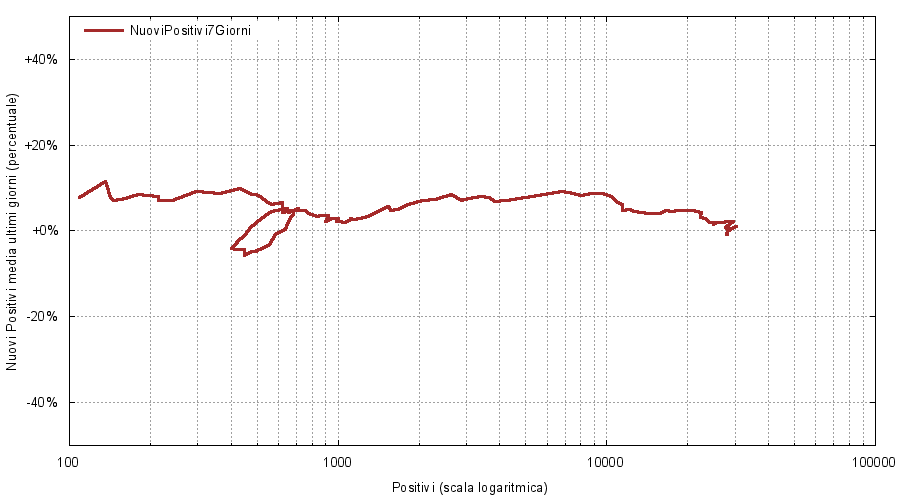 NuoviPositivi7Giorni
+40%
+20%
+0%
-20%
-40%
Nuovi Positivi media ultimi giorni (percentuale)
100 1000 10000 100000
Positivi (scala logaritmica)